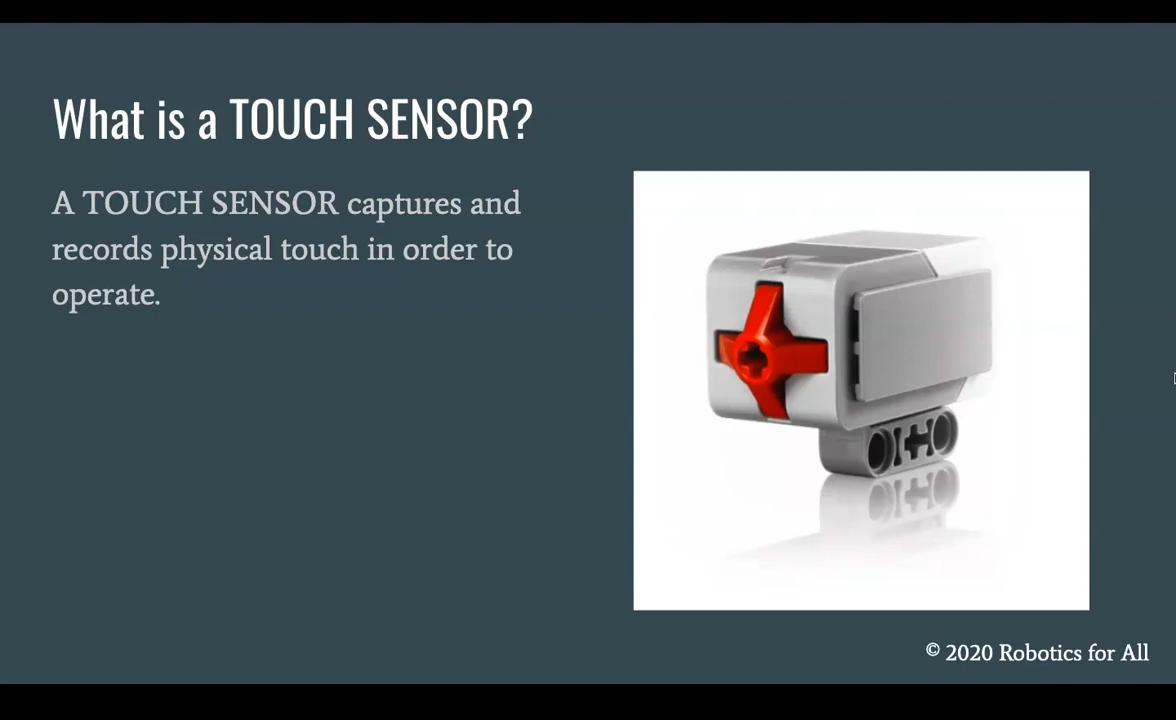 What is a TOUCH SENSOR?
A TOUCH SENSOR captures and
records physical touch in order to
operate.
© 2020 Robotics for All